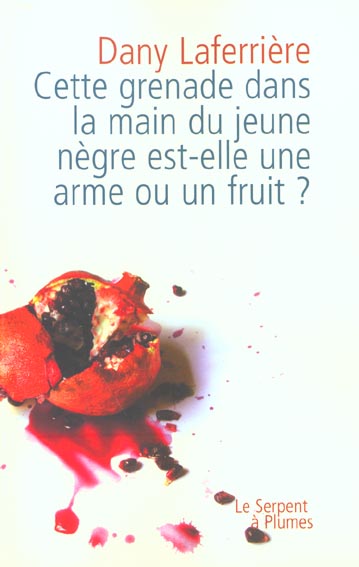 Dany Laferrière
Cette grenade dans
la main du jeune
nègre est-elle une
arme ou un fruit ?
Le Serpent
à Plumes